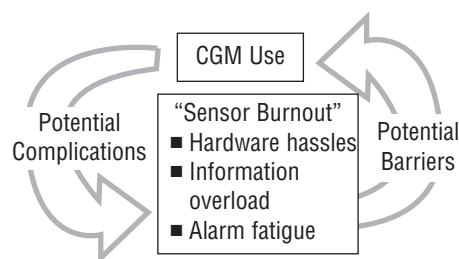 CGM Use
Potential
Complications
“Sensor Burnout”
■ Hardware hassles
■ Information
overload
■ Alarm fatigue
Potential
Barriers